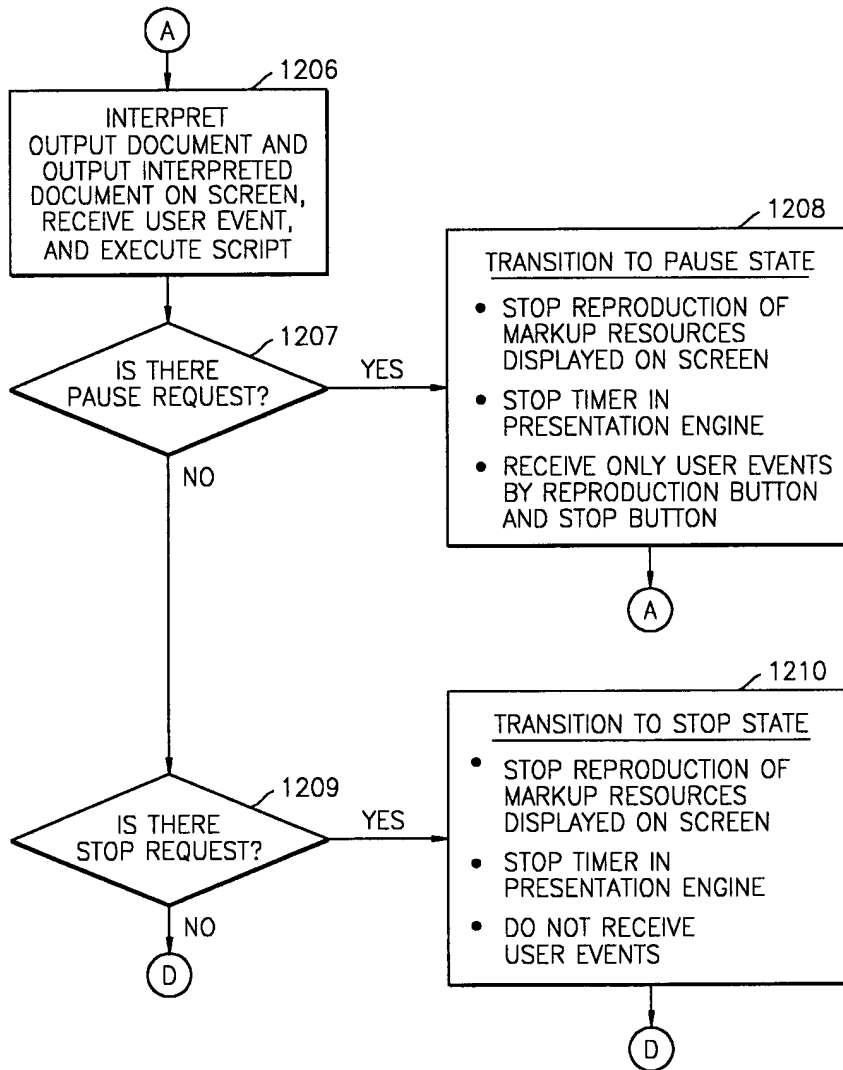 A
1206
INTERPRET
OUTPUT DOCUMENT AND
OUTPUT INTERPRETED
DOCUMENT ON SCREEN,
RECEIVE USER EVENT,
AND EXECUTE SCRIPT
1207
IS THERE
PAUSE REQUEST?
YES
NO
1208
TRANSITION TO PAUSE STATE
• STOP REPRODUCTION OF
MARKUP RESOURCES
DISPLAYED ON SCREEN
• STOP TIMER IN
PRESENTATION ENGINE
• RECEIVE ONLY USER EVENTS
BY REPRODUCTION BUTTON
AND STOP BUTTON
A
1209
IS THERE
STOP REQUEST?
YES
NO
D
1210
TRANSITION TO STOP STATE
• STOP REPRODUCTION OF
MARKUP RESOURCES
DISPLAYED ON SCREEN
• STOP TIMER IN
PRESENTATION ENGINE
• DO NOT RECEIVE
USER EVENTS
D